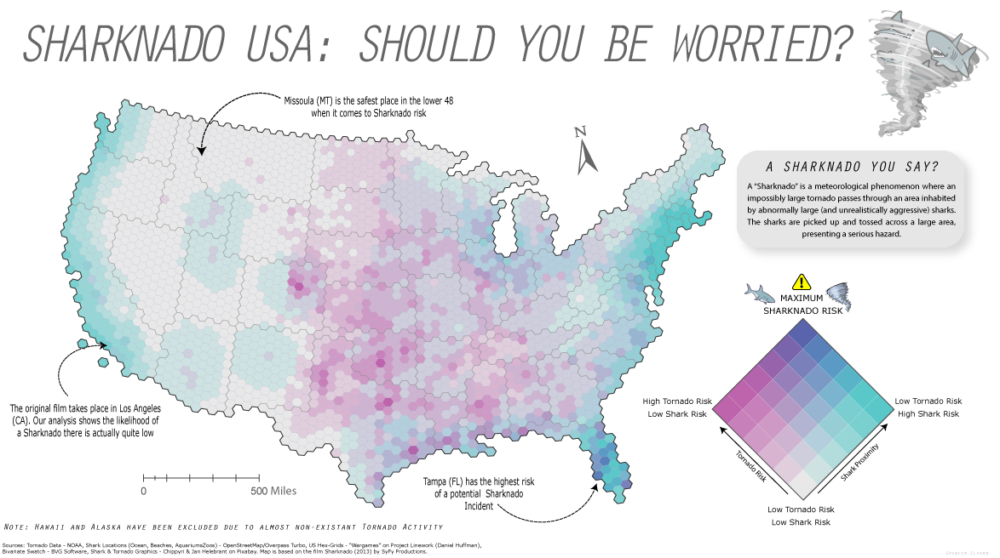 SHARKNADO USA: SHOULD YOU BE WORRIED?
Missoula (MT) is the safest place in the lower 48
when it comes to Sharknado risk
N
A SHARKNADO YOU SAY?
A "Sharknado" is a meteorological phenomenon where an
impossibly large tornado passes through an area inhabited
by abnormally large (and unrealistically aggressive) sharks.
The sharks are picked up and tossed across a large area,
presenting a serious hazard.
!
MAXIMUM
SHARKNADO RISK
High Tornado Risk
Low Shark Risk
Low Tornado Risk
High Shark Risk
Tornado Risk
Shark Proximity
Low Tornado Risk
Low Shark Risk
The original film takes place in Los Angeles
(CA). Our analysis shows the likelihood of
a Sharknado there is actually quite low
0 500 Miles
Tampa (FL) has the highest risk
of a potential Sharknado
Incident
NOTE: HAWAII AND ALASKA HAVE BEEN EXCLUDED DUE TO ALMOST NON-EXISTANT TORNADO ACTIVITY
Sources: Tornado Data - NOAA, Shark Locations (Ocean, Beaches, AquariumsZoos) - OpenStreetMap/Overpass Turbo, US Hex-Grids - "Wargames" on Project Linework (Daniel Huffman),
Bivariate Swatch - BVG Software, Shark & Tornado Graphics - Chippyri & Jan Helebrant on Pixabay. Map is based on the film Sharknado (2013) by SyFy Productions.